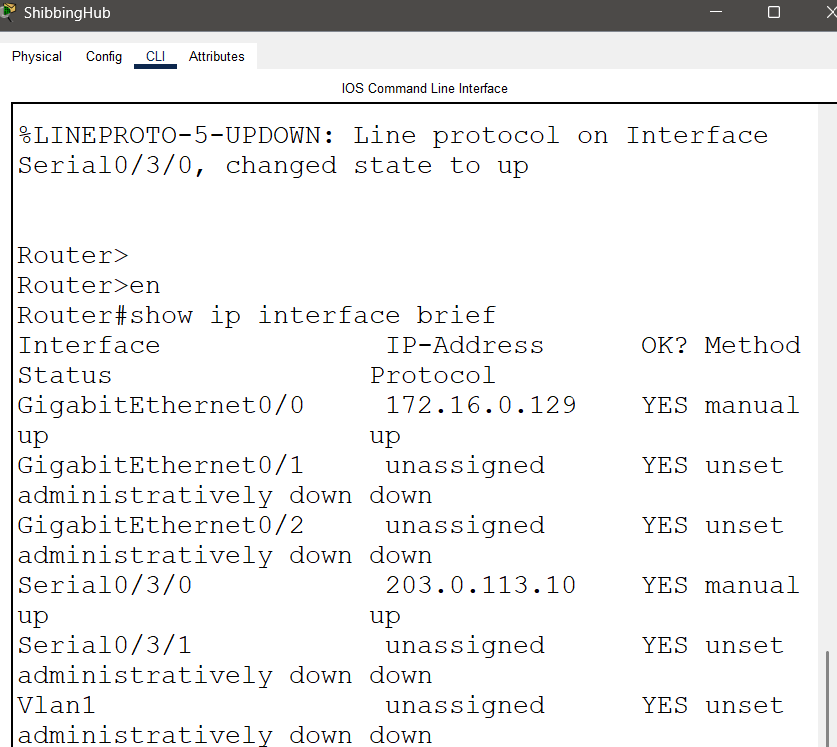 ShibbingHub
Physical Config CLI Attributes
IOS Command Line Interface
%LINEPROTO-5-UPDOWN: Line protocol on Interface
Serial0/3/0, changed state to up
Router>
Router>en
Router#show ip interface brief
Interface IP-Address OK? Method
Status Protocol
GigabitEthernet0/0 172.16.0.129 YES manual
up up
GigabitEthernet0/1 unassigned YES unset
administratively down down
GigabitEthernet0/2 unassigned YES unset
administratively down down
Serial0/3/0 203.0.113.10 YES manual
up up
Serial0/3/1 unassigned YES unset
administratively down down
Vlan1 unassigned YES unset
administratively down down